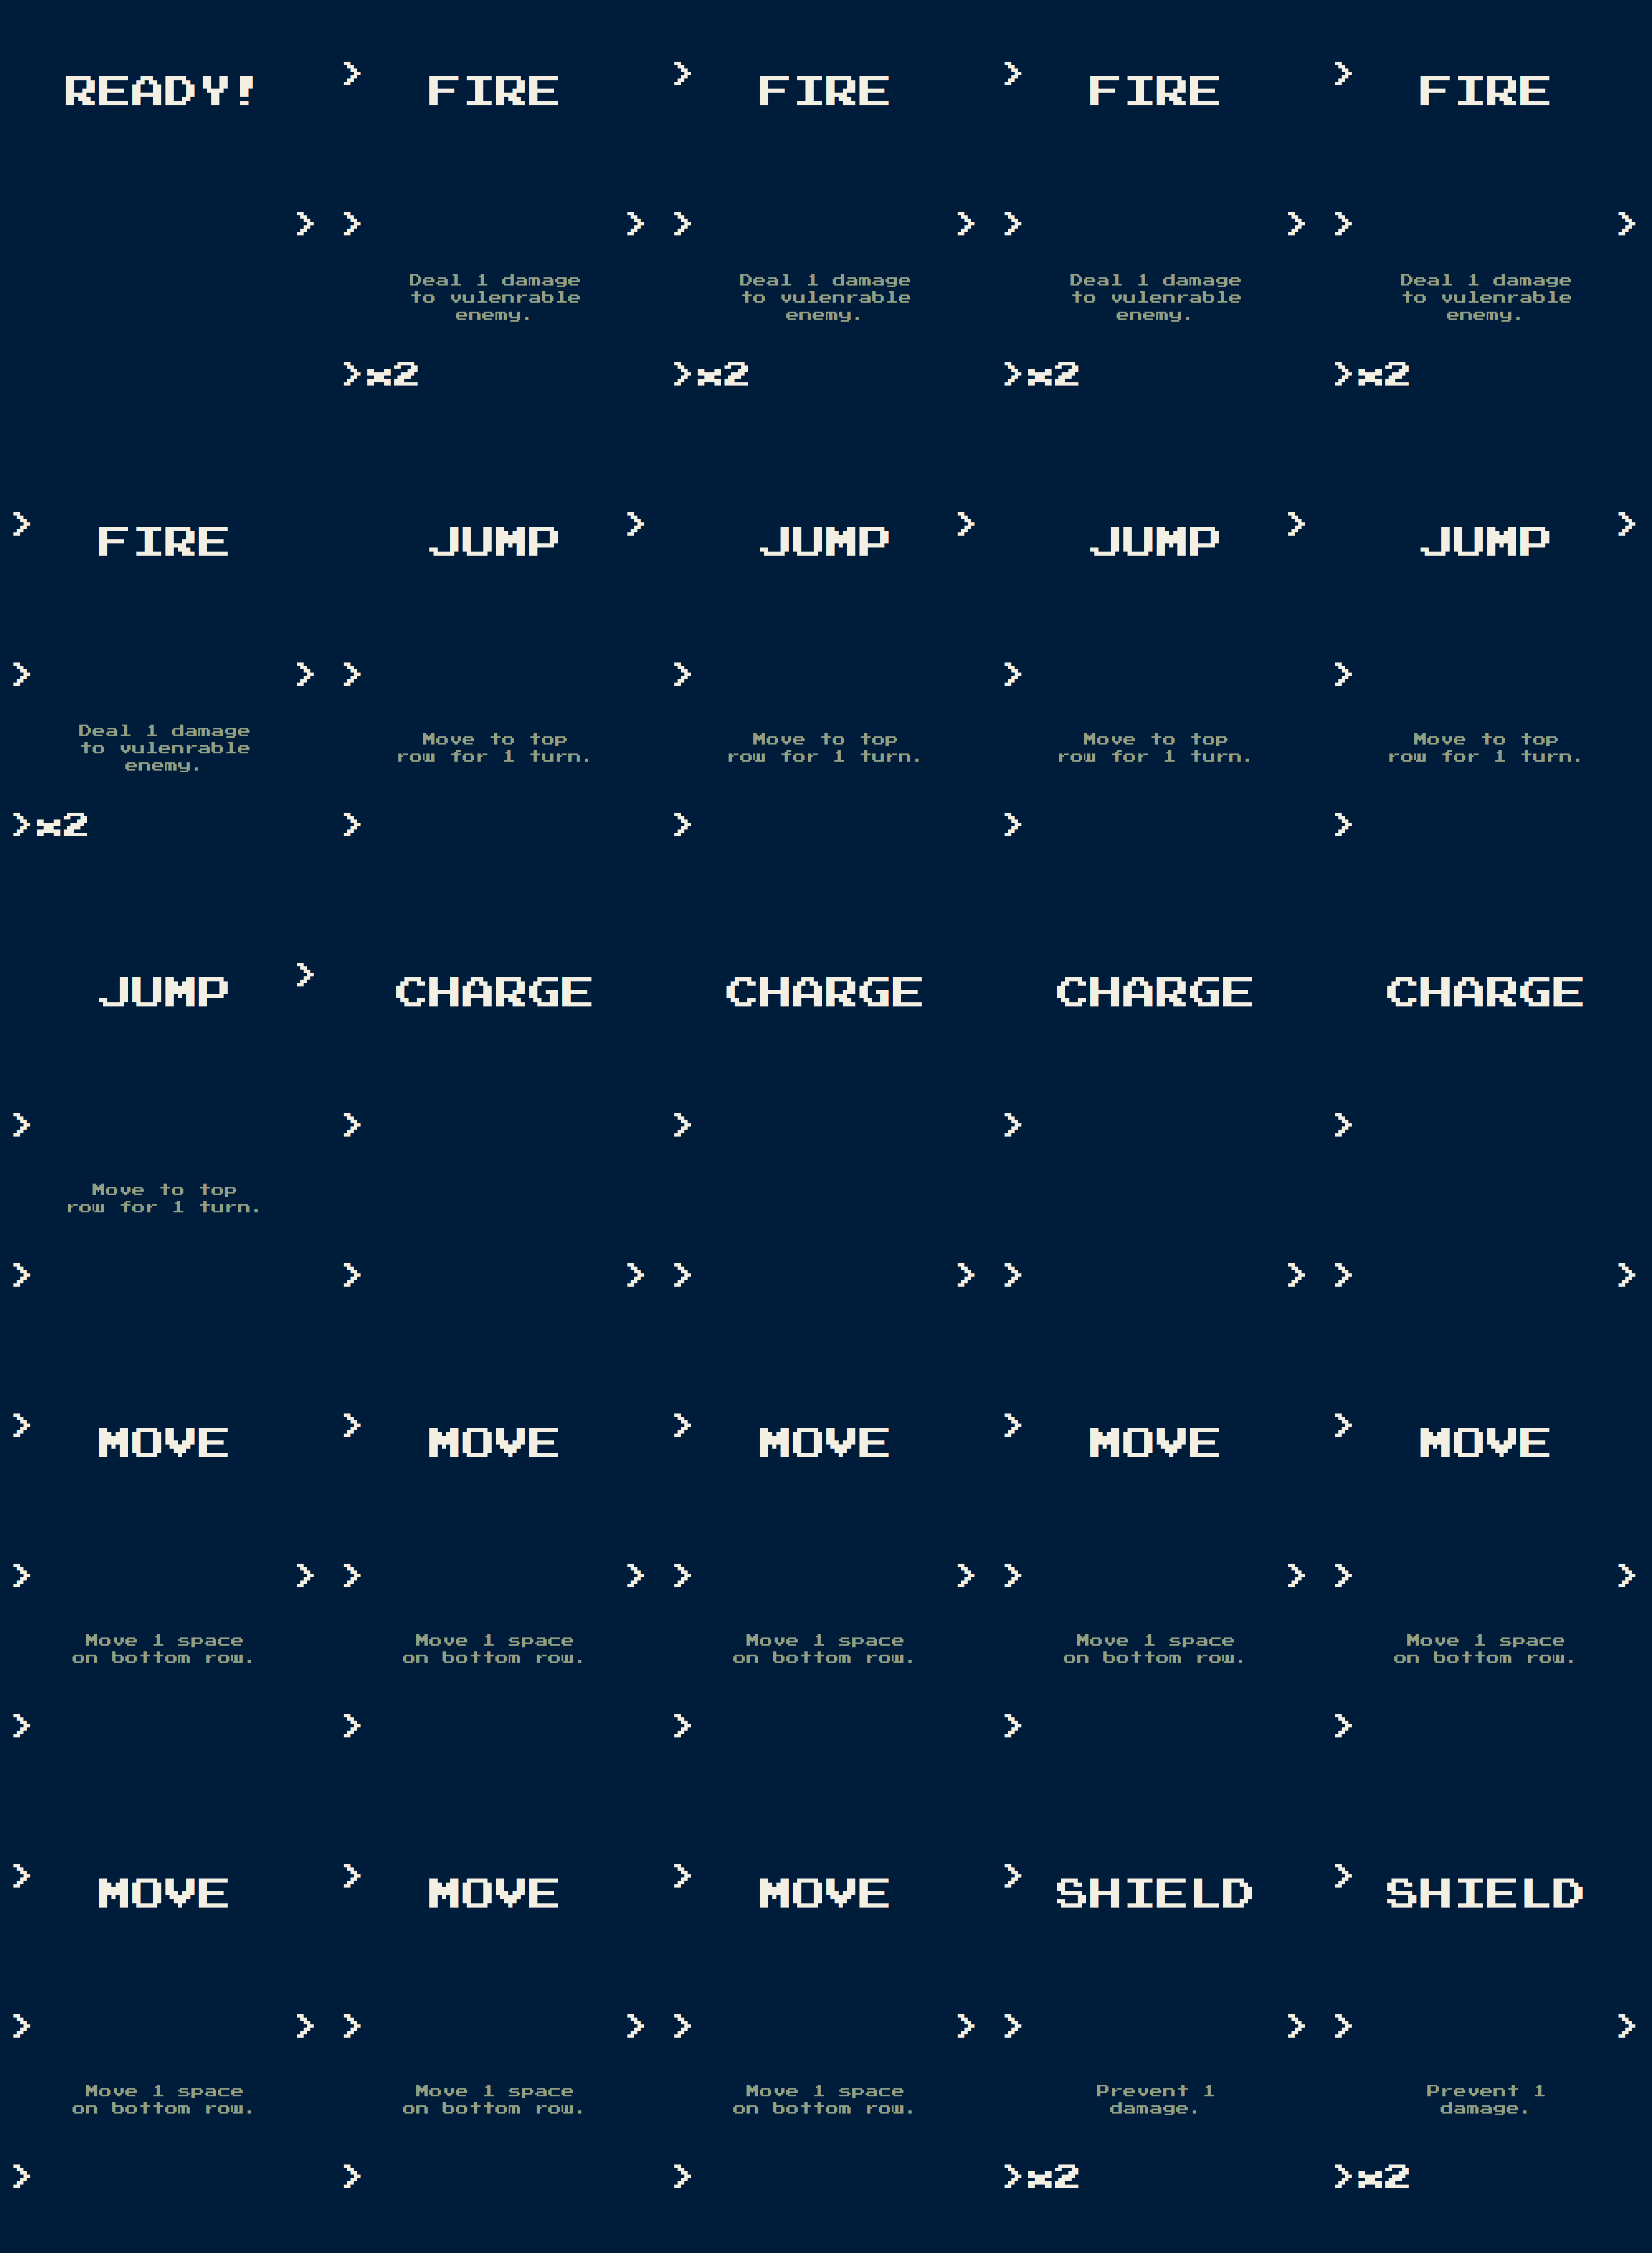 READY!
>
> FIRE
> >
Deal 1 damage
to vulenrable
enemy.
>x2
> FIRE
> >
Deal 1 damage
to vulenrable
enemy.
>x2
> FIRE
> >
Deal 1 damage
to vulenrable
enemy.
>x2
> FIRE
> >
Deal 1 damage
to vulenrable
enemy.
>x2
> FIRE
> >
Deal 1 damage
to vulenrable
enemy.
>x2
JUMP >
>
Move to top
row for 1 turn.
>
JUMP >
>
Move to top
row for 1 turn.
>
JUMP >
>
Move to top
row for 1 turn.
>
JUMP >
>
Move to top
row for 1 turn.
>
JUMP >
>
Move to top
row for 1 turn.
>
CHARGE
>
> >
CHARGE
>
> >
CHARGE
>
> >
CHARGE
>
> >
> MOVE
> >
Move 1 space
on bottom row.
>
> MOVE
> >
Move 1 space
on bottom row.
>
> MOVE
> >
Move 1 space
on bottom row.
>
> MOVE
> >
Move 1 space
on bottom row.
>
> MOVE
> >
Move 1 space
on bottom row.
>
> MOVE
> >
Move 1 space
on bottom row.
>
> MOVE
> >
Move 1 space
on bottom row.
>
> MOVE
> >
Move 1 space
on bottom row.
>
> SHIELD
> >
Prevent 1
damage.
>x2
> SHIELD
> >
Prevent 1
damage.
>x2